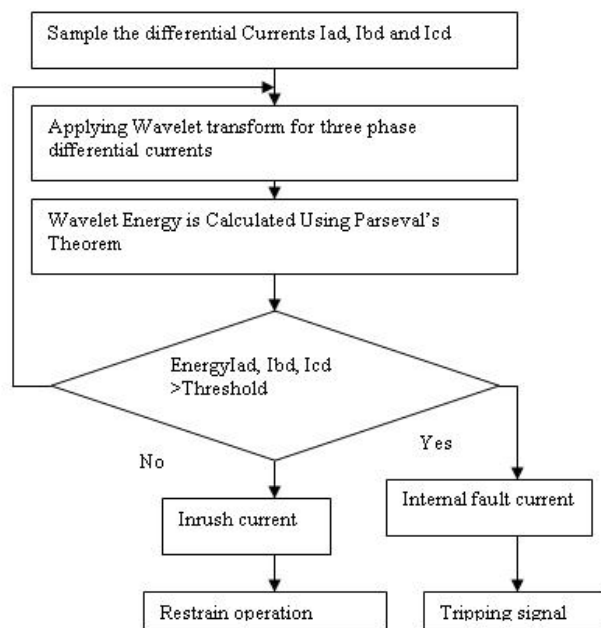 Sample the differential Currents Iad, Ibd and Icd
Applying Wavelet transform for three phase
differential currents
Wavelet Energy is Calculated Using Parseval's
Theorem
EnergyIad, Ibd, Icd
>Threshold
No
Yes
Inrush current
Internal fault current
Restrain operation
Tripping signal